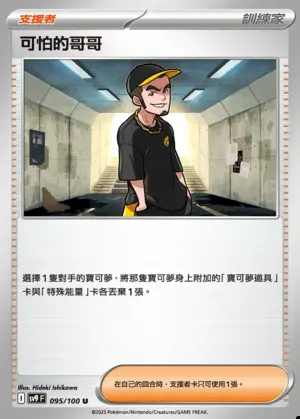 支援者
訓練家
可怕的哥哥
選擇1隻對手的寶可夢,將那隻寶可夢身上附加的「寶可夢道具」
卡與「特殊能量」卡各丟棄1張。
Illus. Hideki Ishikawa
I SV9 F 095/100 U
在自己的回合時,支援者卡只可使用1張。
©2025 Pokémon/Nintendo/Creatures/GAME FREAK.